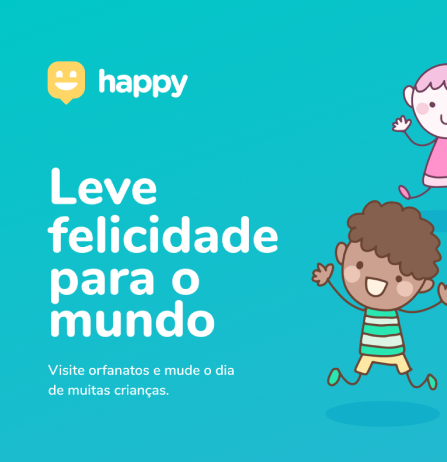 happy
Leve
felicidade
para o
mundo
Visite orfanatos e mude o dia
de muitas crianças.